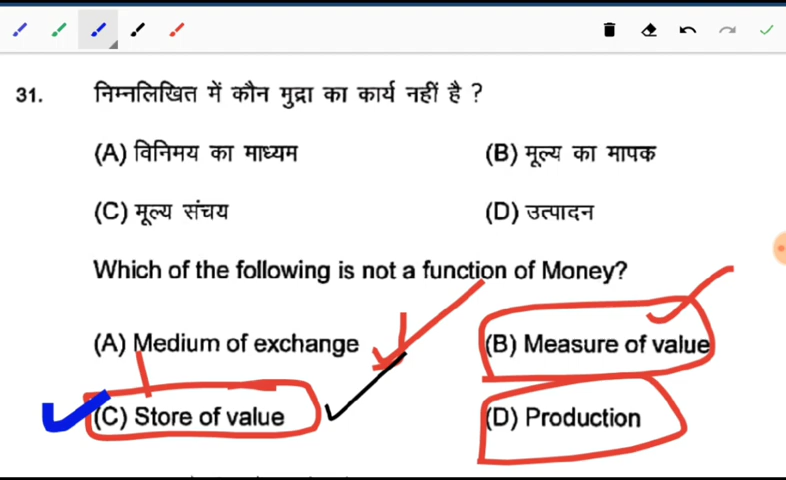 31. निम्नलिखित में कौन मुद्रा का कार्य नहीं है ?
(A) विनिमय का माध्यम (B) मूल्य का मापक
(C) मूल्य संचय (D) उत्पादन
Which of the following is not a function of Money?
(A) Medium of exchange (B) Measure of value
(C) Store of value (D) Production